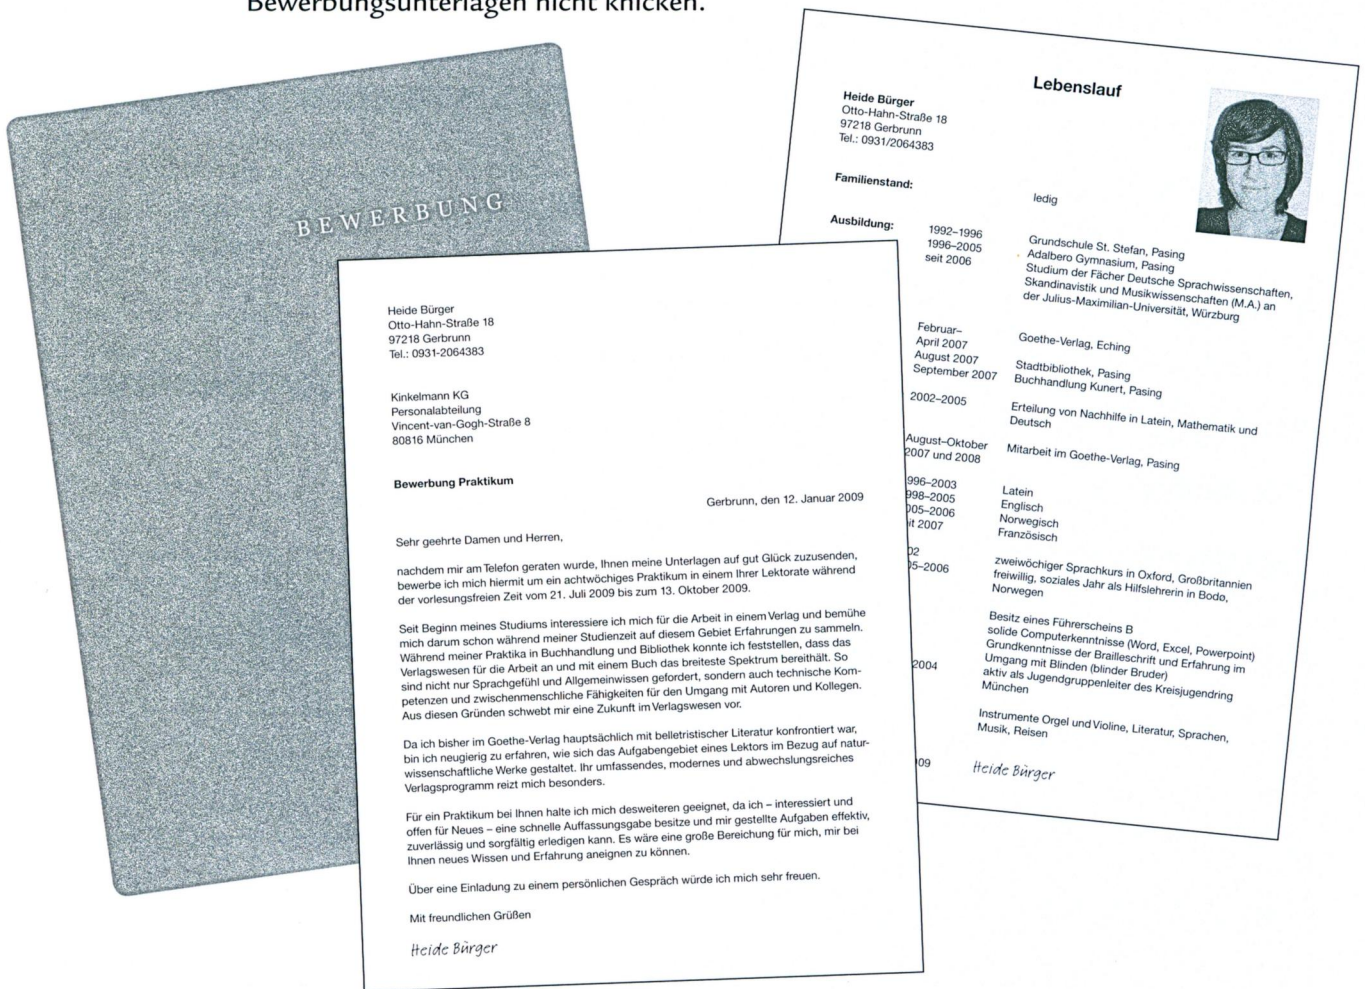 Bewerbungsunterlagen nicht knicken.
BEWERBUNG
Heide Bürger
Otto-Hahn-Straße 18
97218 Gerbrunn
Tel.: 0931-2064383
Kinkelmann KG
Personalabteilung
Vincent-van-Gogh-Straße 8
80816 München
Bewerbung Praktikum
Gerbrunn, den 12. Januar 2009
Sehr geehrte Damen und Herren,
nachdem mir am Telefon geraten wurde, Ihnen meine Unterlagen auf gut Glück zuzusenden,
bewerbe ich mich hiermit um ein achtwöchiges Praktikum in einem Ihrer Lektorate während
der vorlesungsfreien Zeit vom 21. Juli 2009 bis zum 13. Oktober 2009.
Seit Beginn meines Studiums interessiere ich mich für die Arbeit in einem Verlag und bemühe
mich darum schon während meiner Studienzeit auf diesem Gebiet Erfahrungen zu sammeln.
Während meiner Praktika in Buchhandlung und Bibliothek konnte ich feststellen, dass das
Verlagswesen für die Arbeit an und mit einem Buch das breiteste Spektrum bereithält. So
sind nicht nur Sprachgefühl und Allgemeinwissen gefordert, sondern auch technische Kom-
petenzen und zwischenmenschliche Fähigkeiten für den Umgang mit Autoren und Kollegen.
Aus diesen Gründen schwebt mir eine Zukunft im Verlagswesen vor.
Da ich bisher im Goethe-Verlag hauptsächlich mit belletristischer Literatur konfrontiert war,
bin ich neugierig zu erfahren, wie sich das Aufgabengebiet eines Lektors im Bezug auf natur-
wissenschaftliche Werke gestaltet. Ihr umfassendes, modernes und abwechslungsreiches
Verlagsprogramm reizt mich besonders.
Für ein Praktikum bei Ihnen halte ich mich desweiteren geeignet, da ich – interessiert und
offen für Neues – eine schnelle Auffassungsgabe besitze und mir gestellte Aufgaben effektiv,
zuverlässig und sorgfältig erledigen kann. Es wäre eine große Bereichung für mich, mir bei
Ihnen neues Wissen und Erfahrung aneignen zu können.
Über eine Einladung zu einem persönlichen Gespräch würde ich mich sehr freuen.
Mit freundlichen Grüßen
Heide Bürger
Lebenslauf
Heide Bürger
Otto-Hahn-Straße 18
97218 Gerbrunn
Tel.: 0931/2064383
Familienstand: ledig
Ausbildung: 1992–1996 Grundschule St. Stefan, Pasing
1996–2005 Adalbero Gymnasium, Pasing
seit 2006 Studium der Fächer Deutsche Sprachwissenschaften,
Skandinavistik und Musikwissenschaften (M.A.) an
der Julius-Maximilian-Universität, Würzburg
Februar–
April 2007 Goethe-Verlag, Eching
August 2007 Stadtbibliothek, Pasing
September 2007 Buchhandlung Kunert, Pasing
2002–2005 Erteilung von Nachhilfe in Latein, Mathematik und
Deutsch
August–Oktober Mitarbeit im Goethe-Verlag, Pasing
2007 und 2008
996–2003 Latein
998–2005 Englisch
005–2006 Norwegisch
it 2007 Französisch
02 zweiwöchiger Sprachkurs in Oxford, Großbritannien
05–2006 freiwillig, soziales Jahr als Hilfslehrerin in Bodø,
Norwegen
Besitz eines Führerscheins B
solide Computerkenntnisse (Word, Excel, Powerpoint)
Grundkenntnisse der Brailleschrift und Erfahrung im
Umgang mit Blinden (blinder Bruder)
2004 aktiv als Jugendgruppenleiter des Kreisjugendring
München
Instrumente Orgel und Violine, Literatur, Sprachen,
Musik, Reisen
09 Heide Bürger